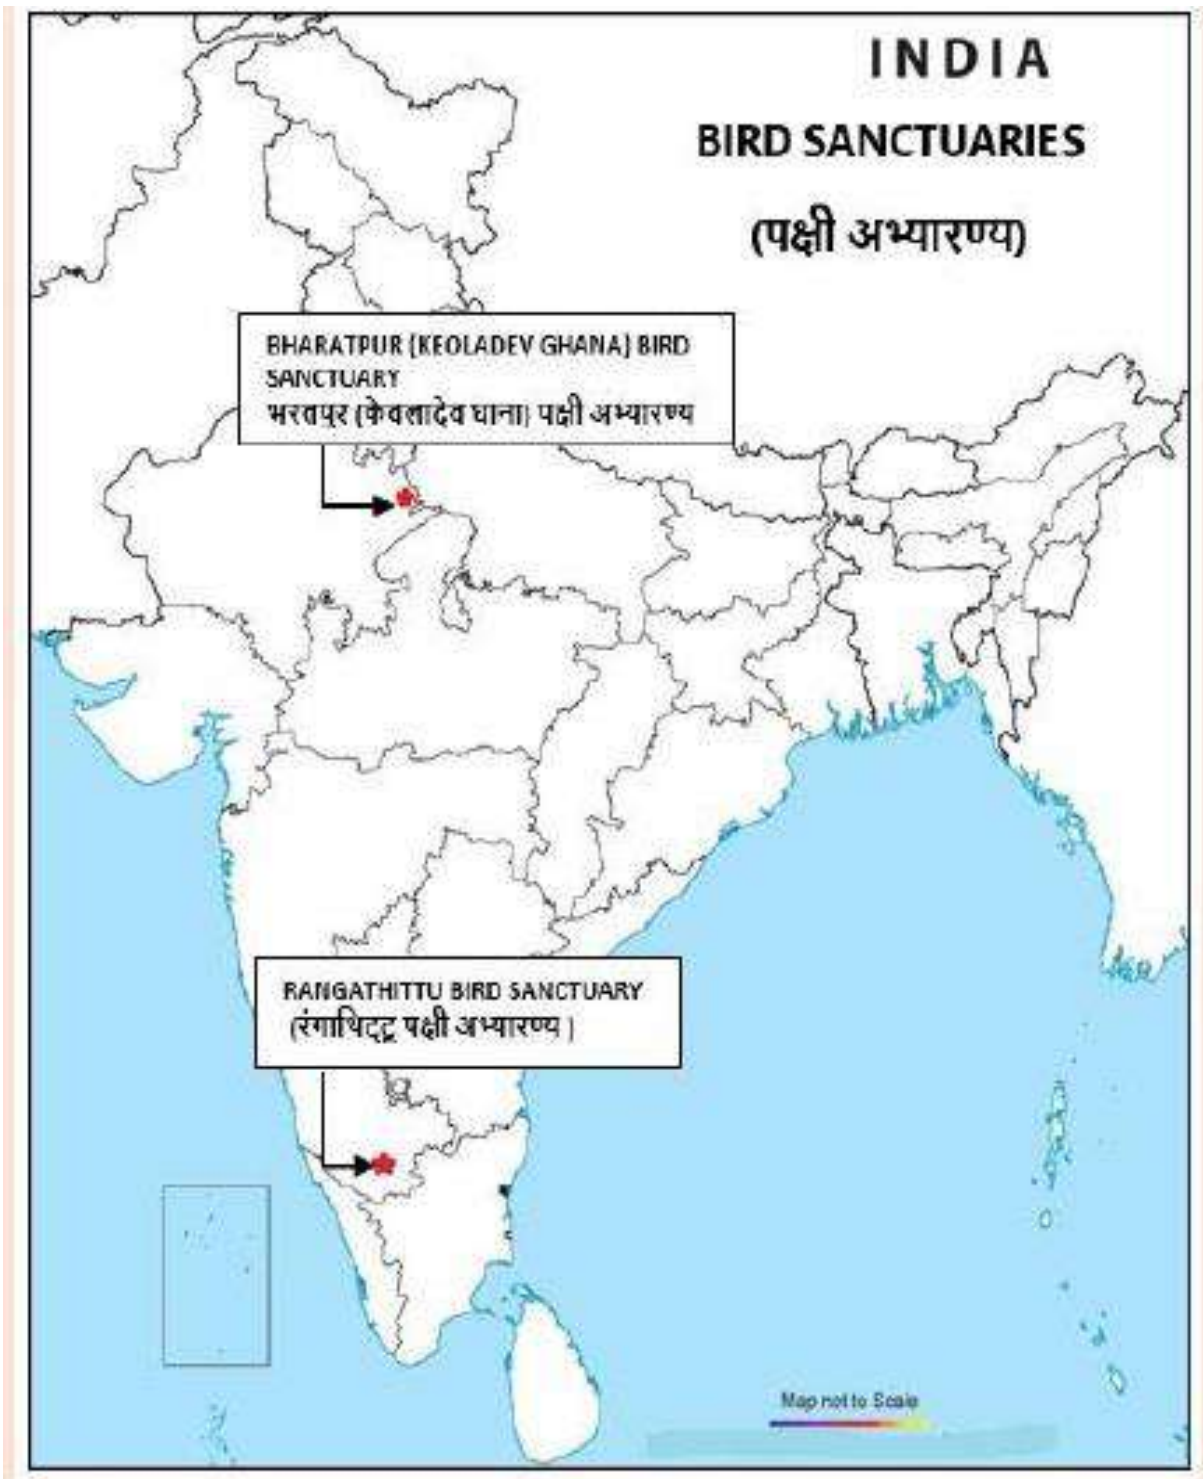 INDIA
BIRD SANCTUARIES
(पक्षी अभ्यारण्य)
BHARATPUR (KEOLADEV GHANA) BIRD
SANCTUARY
भरतपुर (केवलादेव घाना) पक्षी अभ्यारण्य
RANGATHITTU BIRD SANCTUARY
(रंगाथिट्टू पक्षी अभ्यारण्य )
Map not to Scale